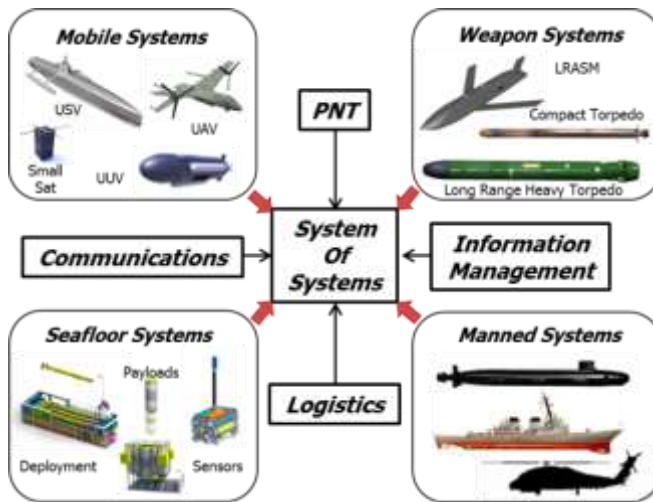 Mobile Systems
USV
UAV
Small
Sat
UUV
PNT
Weapon Systems
LRASM
Compact Torpedo
Long Range Heavy Torpedo
Communications
System
Of
Systems
Information
Management
Seafloor Systems
Payloads
Deployment
Sensors
Logistics
Manned Systems